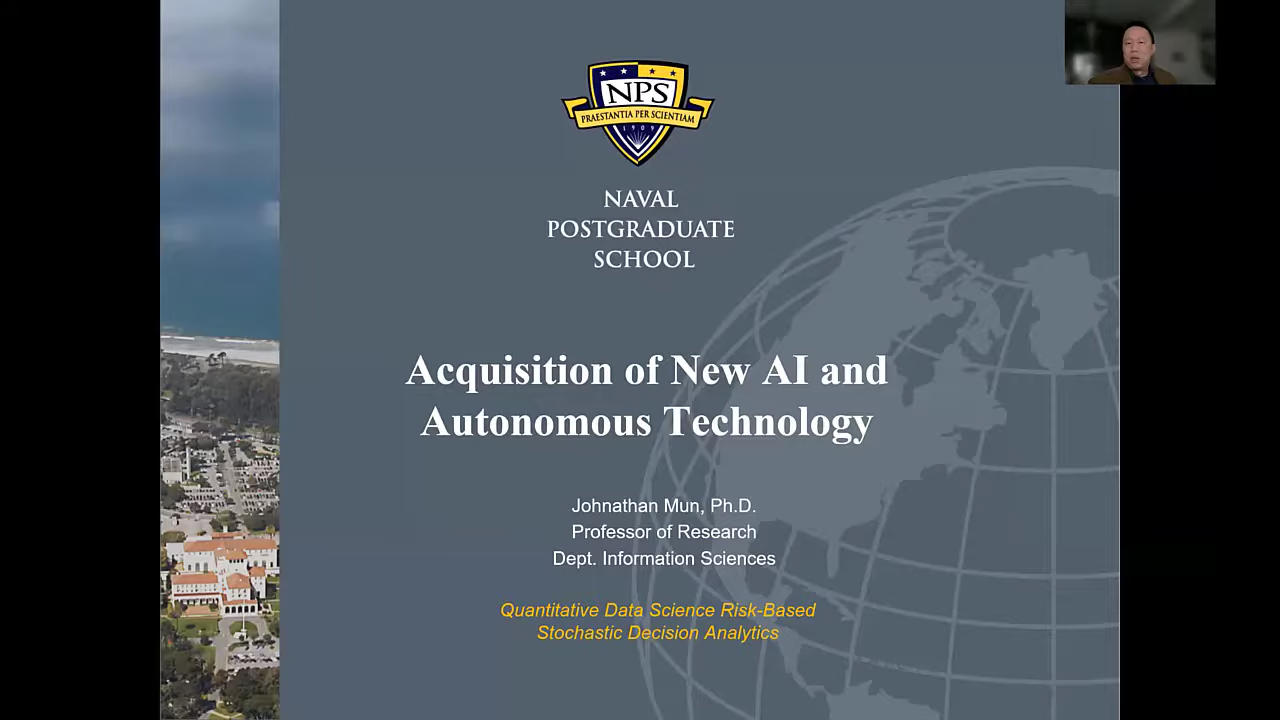 NPS
PRAESTANTIA PER SCIENTIAM
1909
NAVAL
POSTGRADUATE
SCHOOL
Acquisition of New AI and
Autonomous Technology
Johnathan Mun, Ph.D.
Professor of Research
Dept. Information Sciences
Quantitative Data Science Risk-Based
Stochastic Decision Analytics